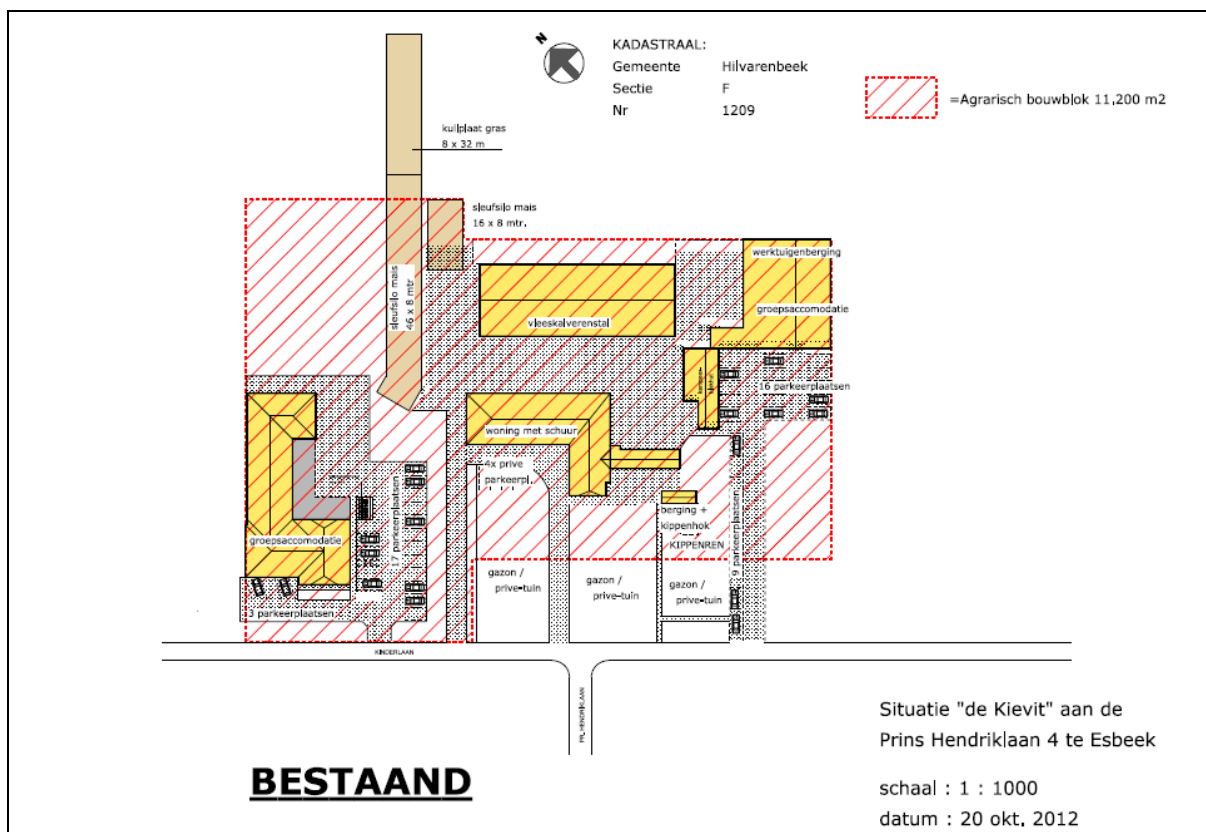 N
KADASTRAAL:
Gemeente Hilvarenbeek
Sectie F
Nr 1209
=Agrarisch bouwblok 11,200 m2
kuilplaat gras
8 x 32 m
sleufsilo mais
16 x 8 mtr.
sleufsilo mais
46 x 8 mtr
werktuigenberging
groepsaccomodatie
vleeskalverenstal
16 parkeerplaatsen
woning met schuur
4x prive
parkeerpl.
berging +
kippenhok
KIPPENREN
9 parkeerplaatsen
17 parkeerplaatsen
groepsaccomodatie
3 parkeerplaatsen
gazon /
prive-tuin
gazon /
prive-tuin
gazon /
prive-tuin
KINDERLAAN
PR. HENDRIKLAAN
BESTAAND
Situatie "de Kievit" aan de
Prins Hendriklaan 4 te Esbeek
schaal : 1 : 1000
datum : 20 okt. 2012